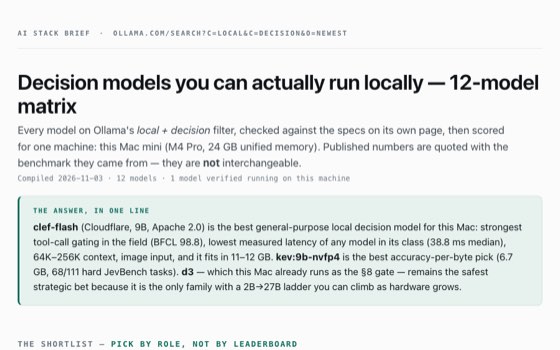 AI STACK BRIEF · OLLAMA.COM/SEARCH?C=LOCAL&C=DECISION&O=NEWEST
Decision models you can actually run locally — 12-model
matrix
Every model on Ollama's local + decision filter, checked against the specs on its own page, then scored
for one machine: this Mac mini (M4 Pro, 24 GB unified memory). Published numbers are quoted with the
benchmark they came from — they are not interchangeable.
Compiled 2026-11-03 · 12 models · 1 model verified running on this machine
THE ANSWER, IN ONE LINE
clef-flash (Cloudflare, 9B, Apache 2.0) is the best general-purpose local decision model for this Mac: strongest
tool-call gating in the field (BFCL 98.8), lowest measured latency of any model in its class (38.8 ms median),
64K–256K context, image input, and it fits in 11–12 GB. kev:9b-nvfp4 is the best accuracy-per-byte pick (6.7
GB, 68/111 hard JevBench tasks). d3 — which this Mac already runs as the §8 gate — remains the safest
strategic bet because it is the only family with a 2B→27B ladder you can climb as hardware grows.
THE SHORTLIST — PICK BY ROLE, NOT BY LEADERBOARD